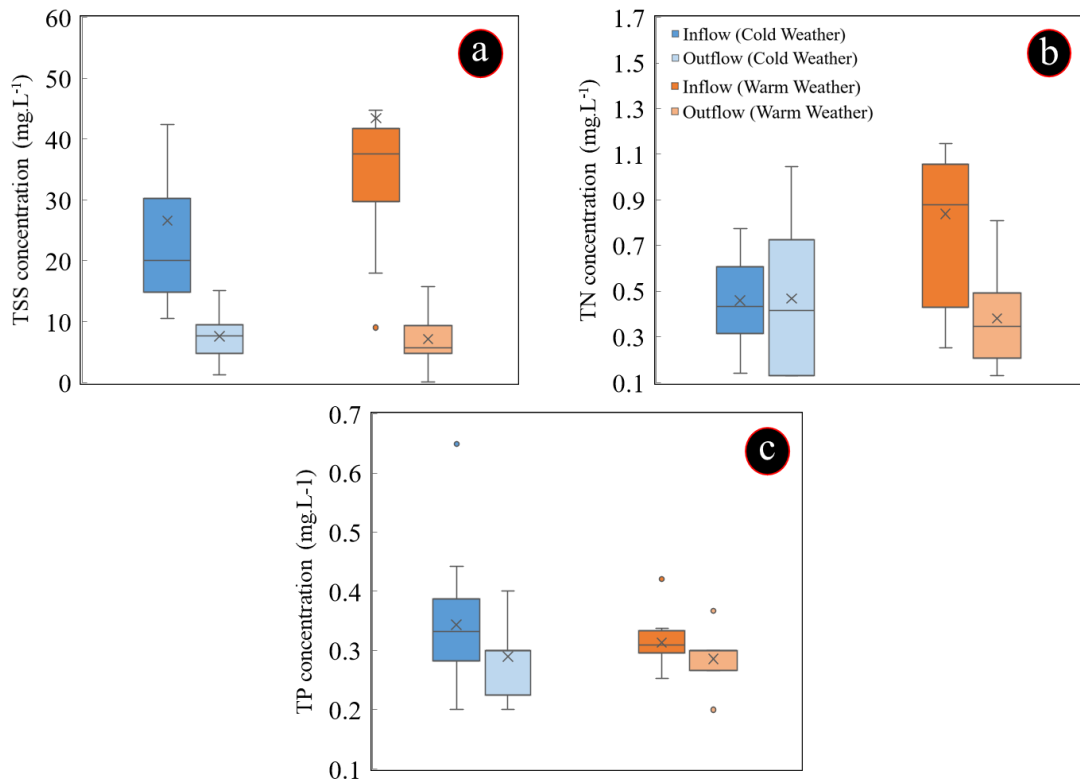 TSS concentration (mg.L-1)
60
50
40
30
20
10
0
a
TN concentration (mg.L-1)
1.7
1.5
1.3
1.1
0.9
0.7
0.5
0.3
0.1
Inflow (Cold Weather)
Outflow (Cold Weather)
Inflow (Warm Weather)
Outflow (Warm Weather)
b
TP concentration (mg.L-1)
0.7
0.6
0.5
0.4
0.3
0.2
0.1
c